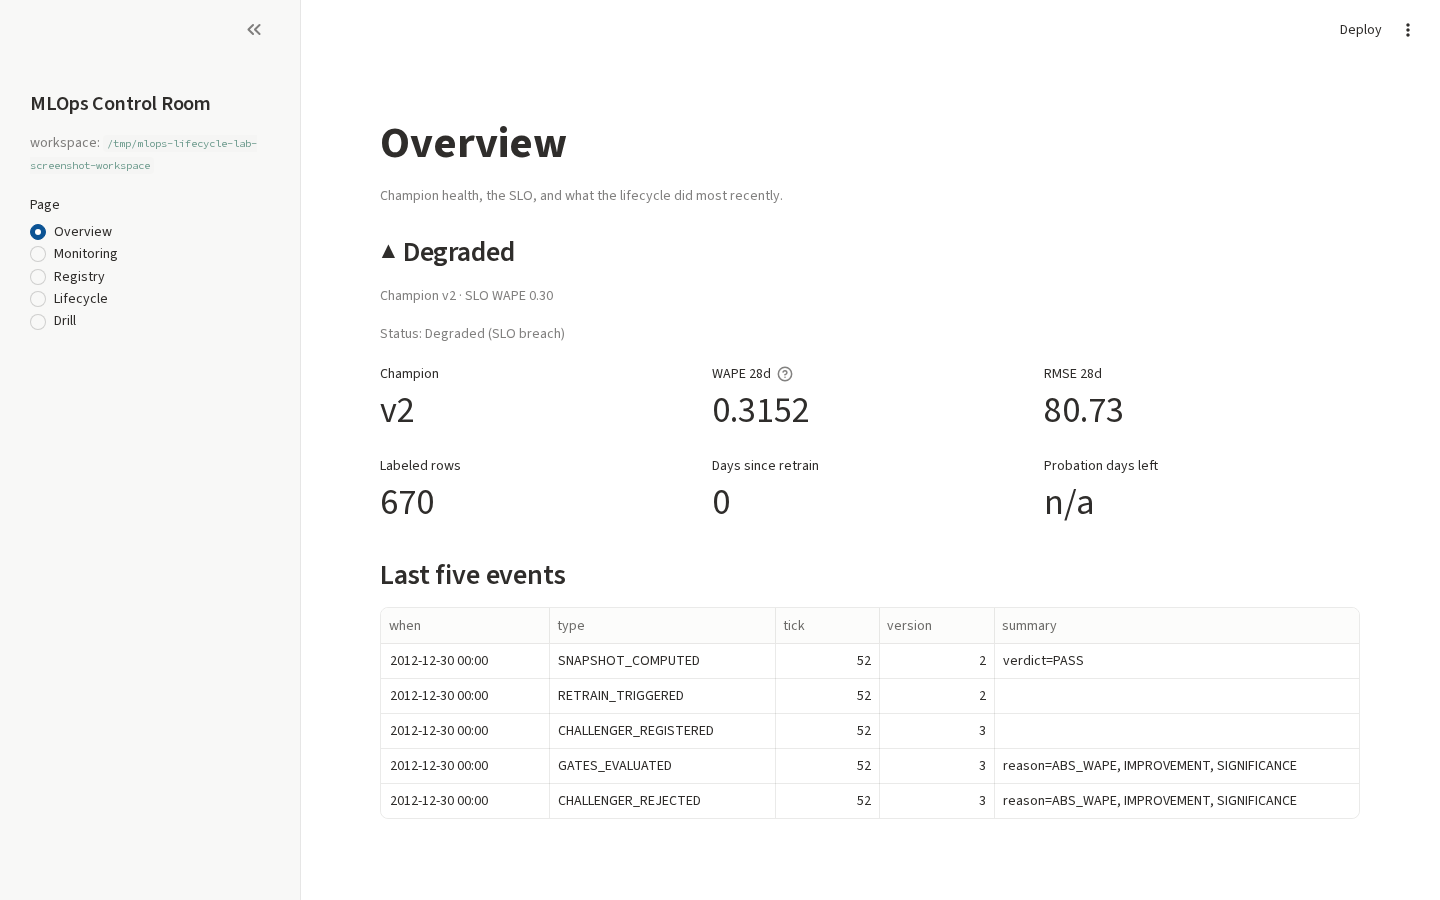 Deploy
MLOps Control Room
workspace: /tmp/mlops-lifecycle-lab-
screenshot-workspace
Page
Overview
Monitoring
Registry
Lifecycle
Drill
Overview
Champion health, the SLO, and what the lifecycle did most recently.
▲ Degraded
Champion v2 · SLO WAPE 0.30
Status: Degraded (SLO breach)
Champion WAPE 28d RMSE 28d
v2 0.3152 80.73
Labeled rows Days since retrain Probation days left
670 0 n/a
Last five events
when type tick version summary
2012-12-30 00:00 SNAPSHOT_COMPUTED 52 2 verdict=PASS
2012-12-30 00:00 RETRAIN_TRIGGERED 52 2
2012-12-30 00:00 CHALLENGER_REGISTERED 52 3
2012-12-30 00:00 GATES_EVALUATED 52 3 reason=ABS_WAPE, IMPROVEMENT, SIGNIFICANCE
2012-12-30 00:00 CHALLENGER_REJECTED 52 3 reason=ABS_WAPE, IMPROVEMENT, SIGNIFICANCE